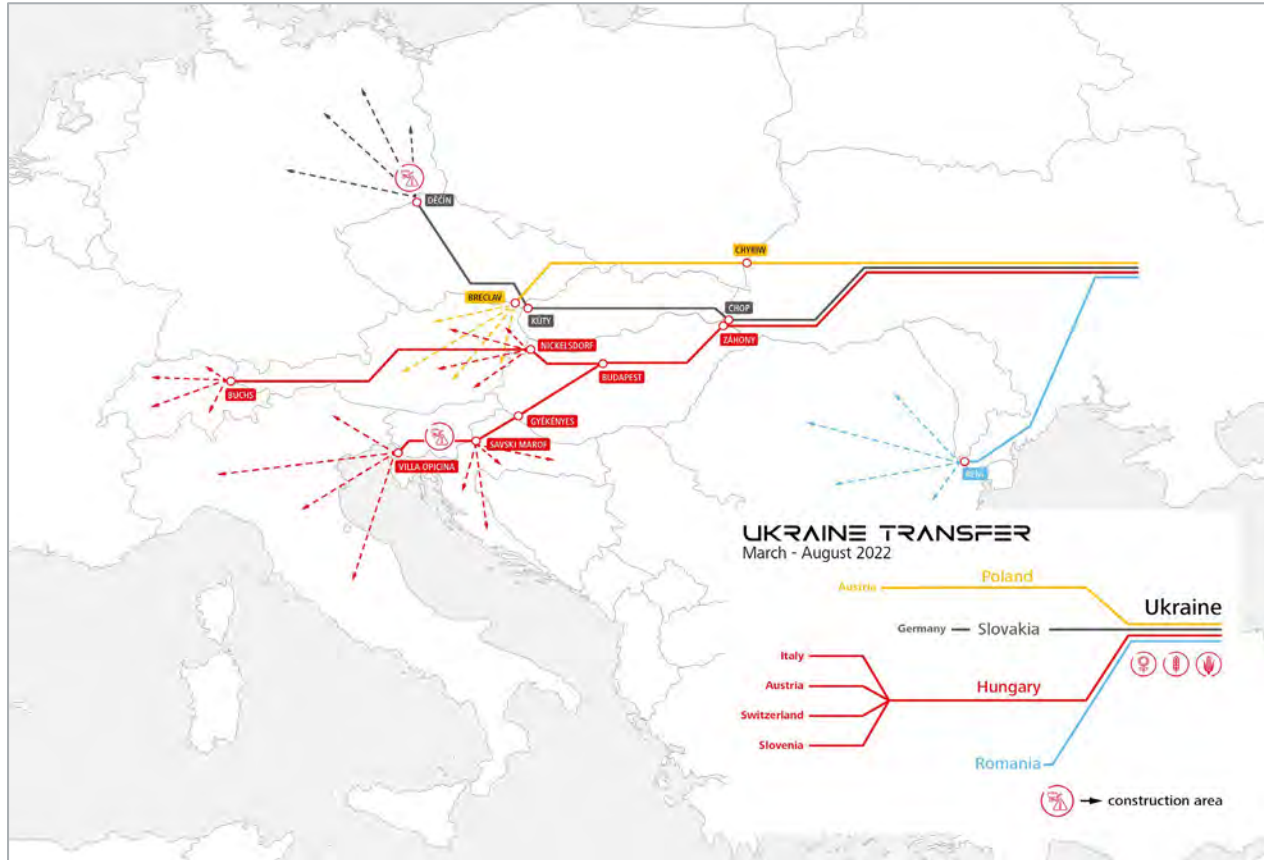 DĚČÍN
CHYRIW
BRECLAV
KÚTY
CHOP
ZÁHONY
NICKELSDORF
BUDAPEST
BUCHS
GYÉKÉNYES
SAVSKI MAROF
VILLA OPICINA
RENI
UKRAINE TRANSFER
March - August 2022
Austria
Poland
Ukraine
Germany
Slovakia
Italy
Austria
Hungary
Switzerland
Slovenia
Romania
construction area